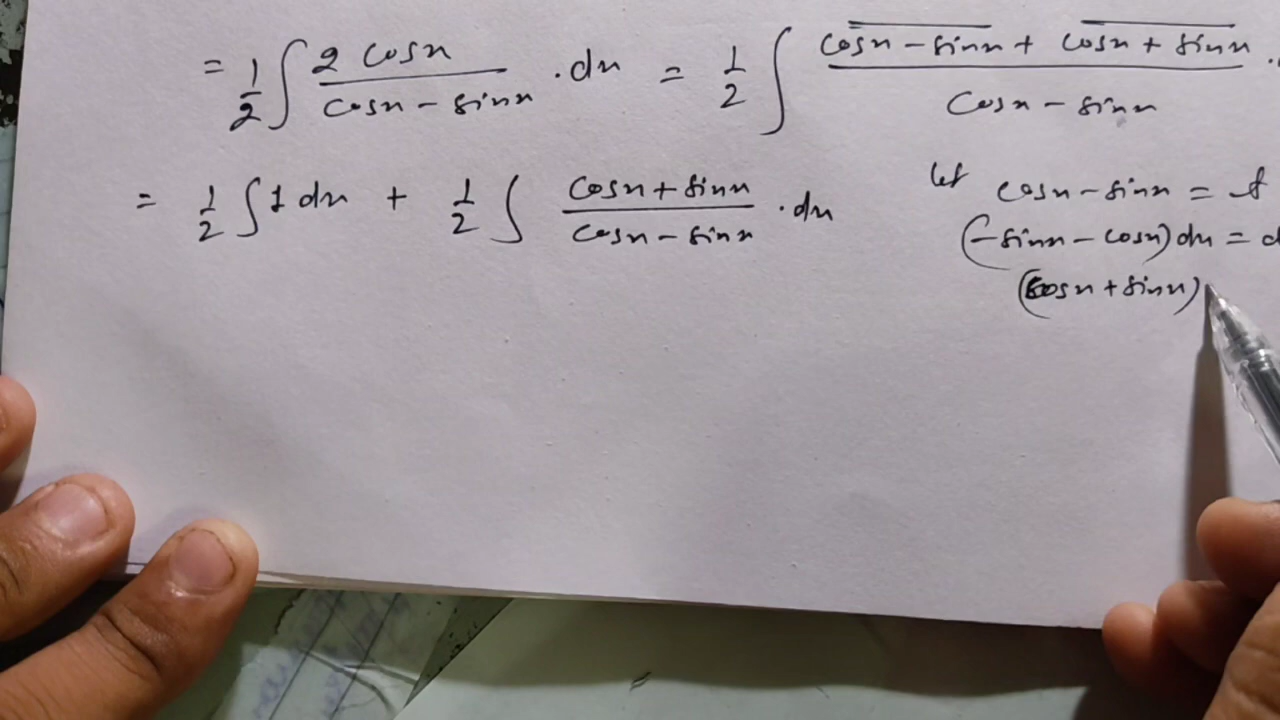 = 1/2 ∫ 2 cosx / cosx - sinx . dx = 1/2 ∫ cosx - sinx + cosx + sinx / cosx - sinx .
= 1/2 ∫ 1 dx + 1/2 ∫ cosx + sinx / cosx - sinx . dx
let cosx - sinx = t
(-sinx - cosx) dx = d
(cosx + sinx)